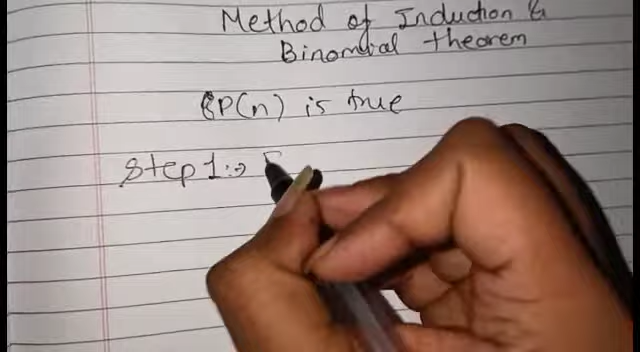 Method of Induction &
Binomial theorem
P(n) is true
Step 1:→